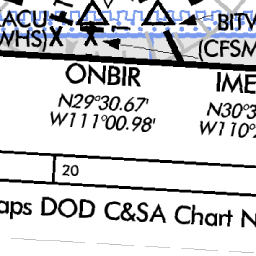 ACU
BITV
WHS)
(CFSM
ONBIR
IME
N29°30.67'
N30°3
W111°00.98'
W110°
20
aps DOD C&SA Chart N